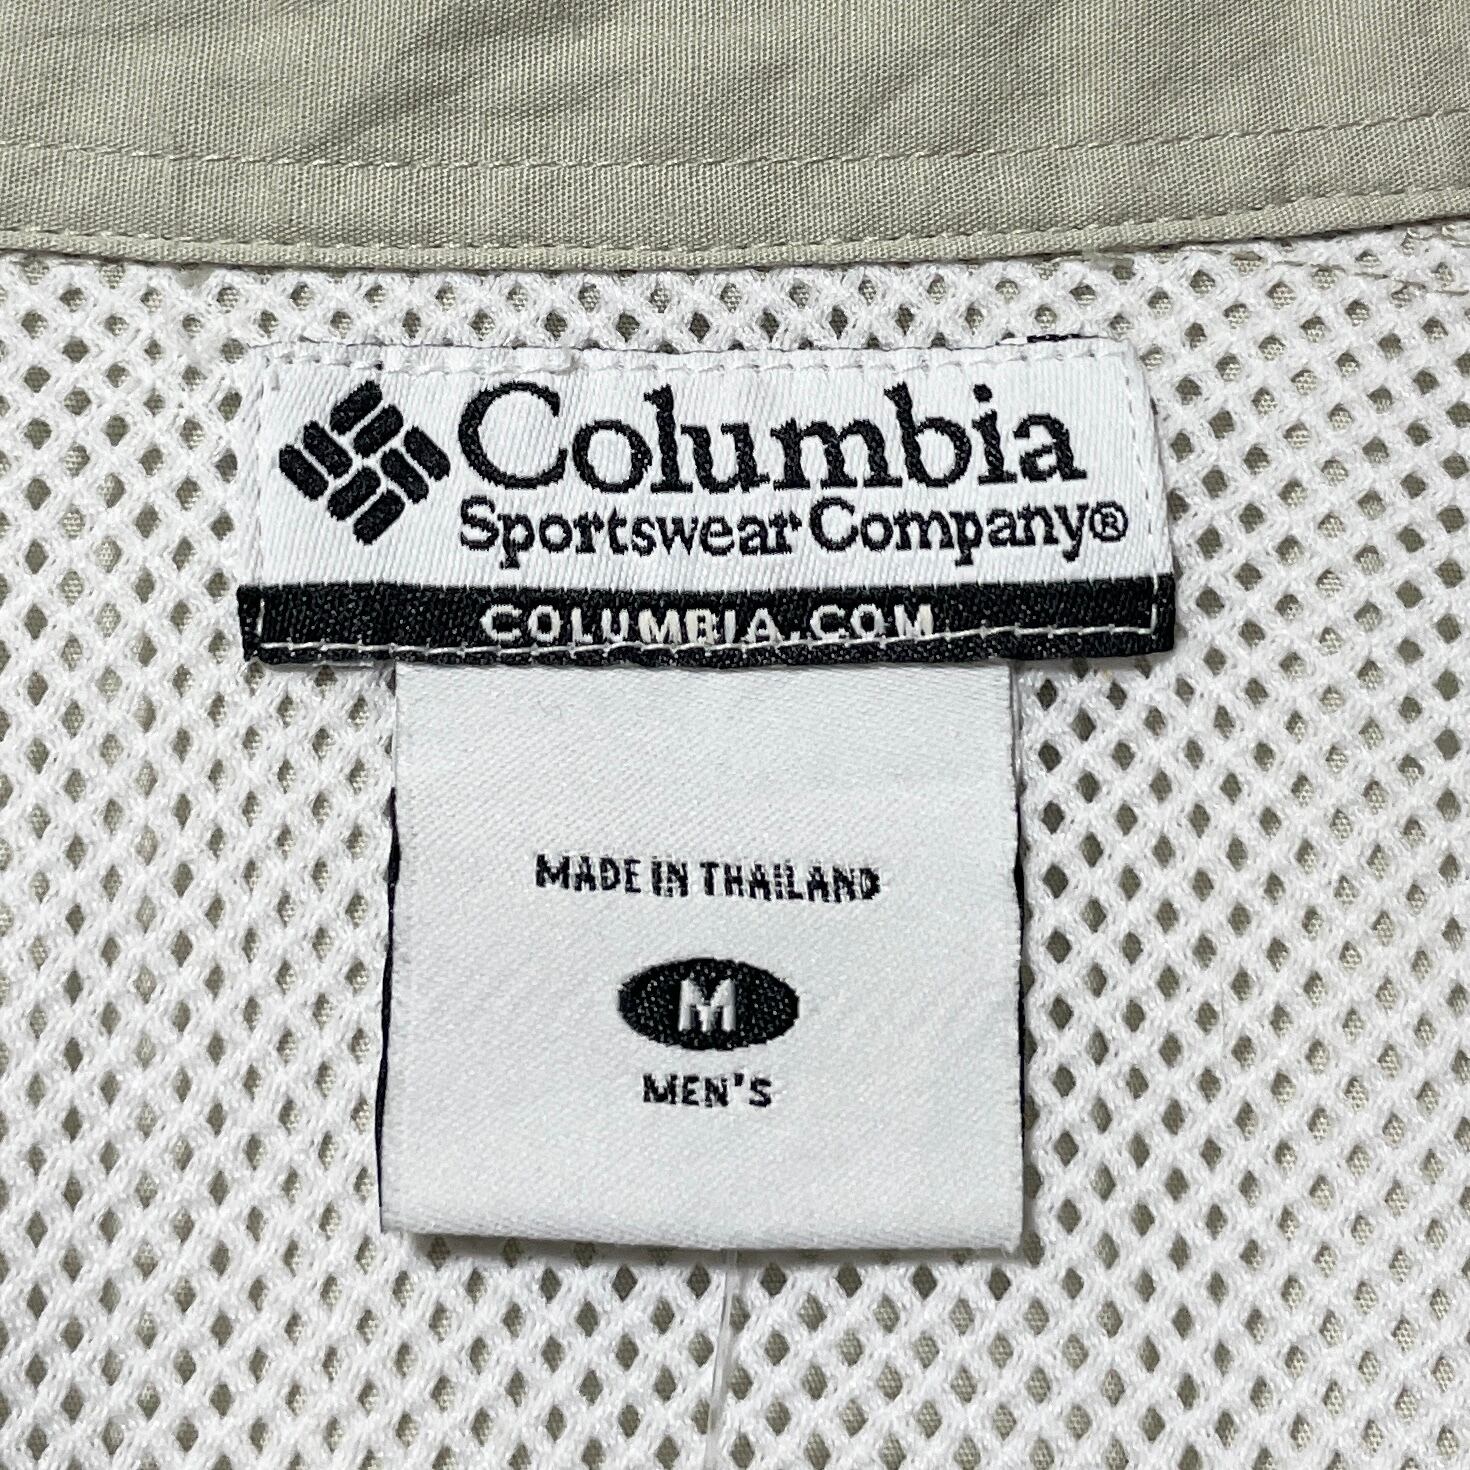 Columbia
Sportswear Company®
COLUMBIA.COM
MADE IN THAILAND
M
MEN'S